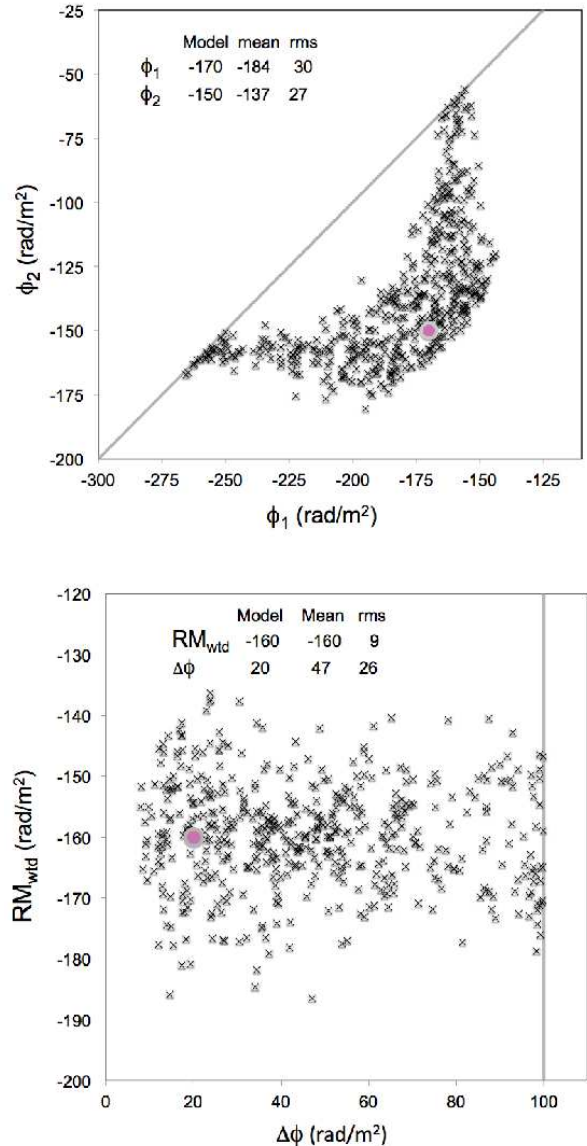 -25
Model mean rms
ϕ1 -170 -184 30
-50
ϕ2 -150 -137 27
-75
-100
ϕ2 (rad/m²)
-125
-150
-175
-200
-300 -275 -250 -225 -200 -175 -150 -125
ϕ1 (rad/m²)
-120
Model Mean rms
RMwtd -160 -160 9
-130
Δϕ 20 47 26
-140
-150
RMwtd (rad/m²)
-160
-170
-180
-190
-200
0 20 40 60 80 100
Δϕ (rad/m²)